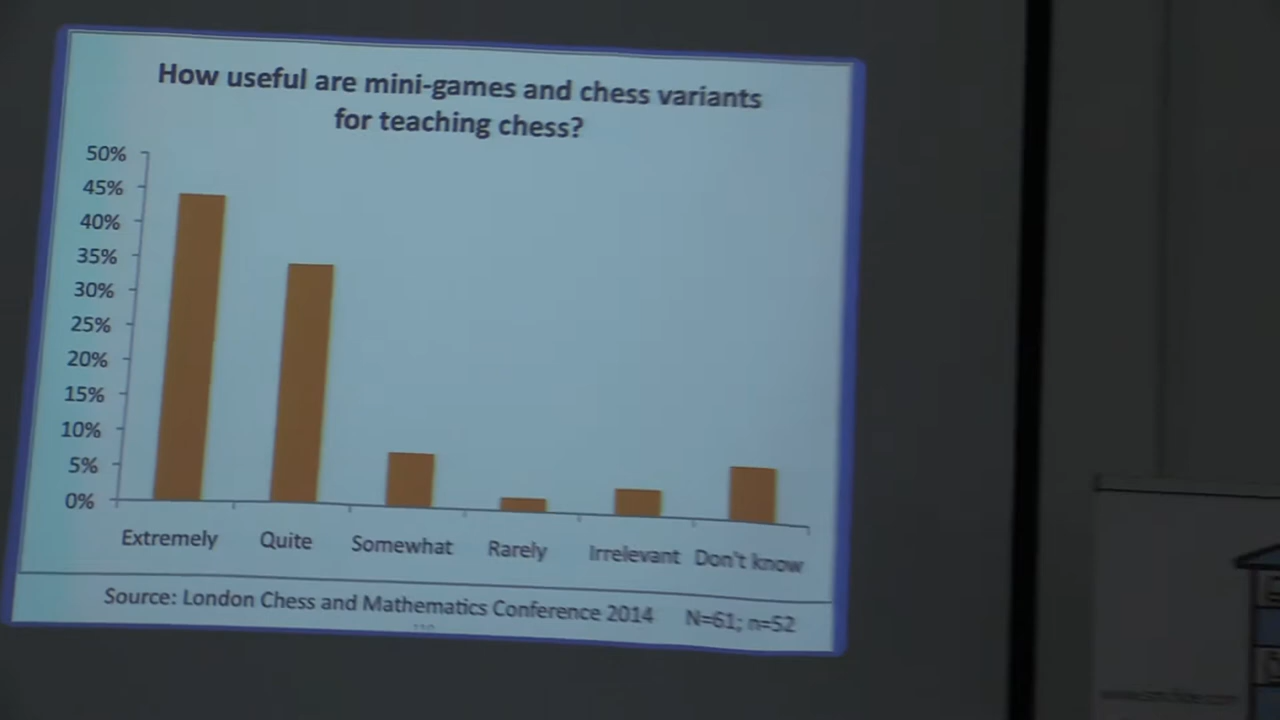 How useful are mini-games and chess variants
for teaching chess?
50%
45%
40%
35%
30%
25%
20%
15%
10%
5%
0%
Extremely Quite Somewhat Rarely Irrelevant Don't know
Source: London Chess and Mathematics Conference 2014 N=61; n=52